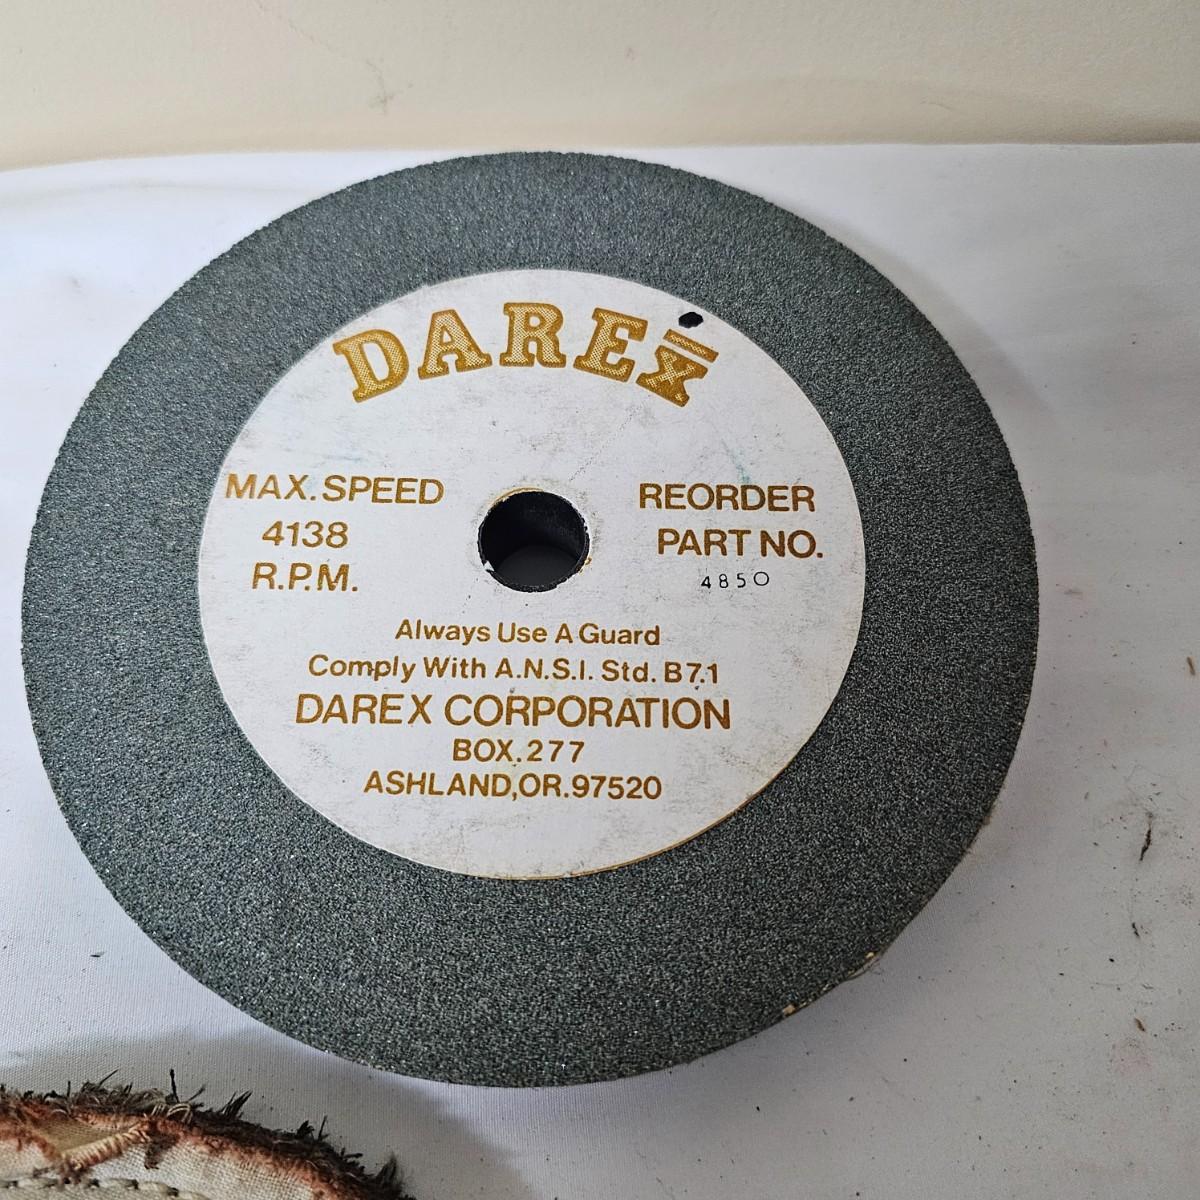 DAREX
MAX. SPEED
4138
R.P.M.
REORDER
PART NO.
4850
Always Use A Guard
Comply With A.N.S.I. Std. B7.1
DAREX CORPORATION
BOX.277
ASHLAND,OR.97520